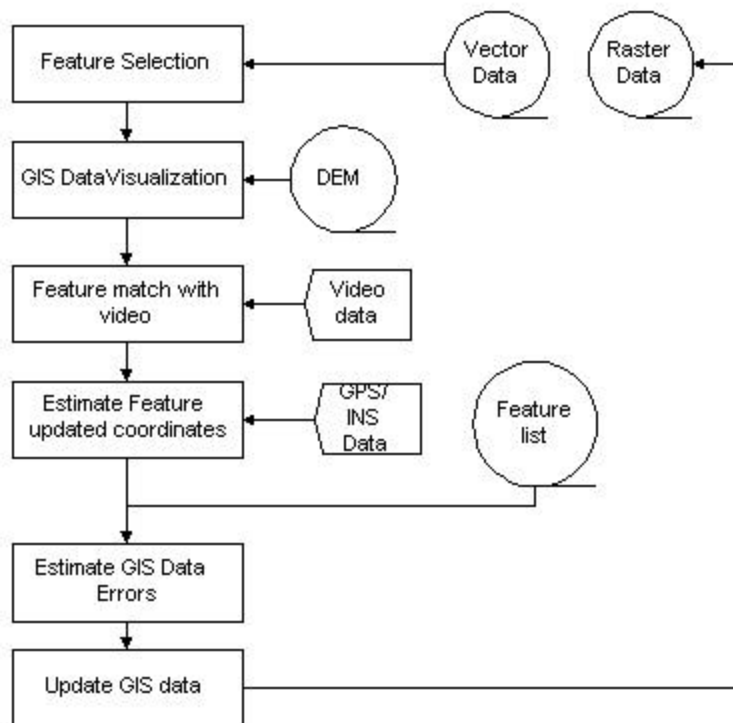 Feature Selection
Vector
Data
Raster
Data
GIS DataVisualization
DEM
Feature match with
video
Video
data
Estimate Feature
updated coordinates
GPS/
INS
Data
Feature
list
Estimate GIS Data
Errors
Update GIS data